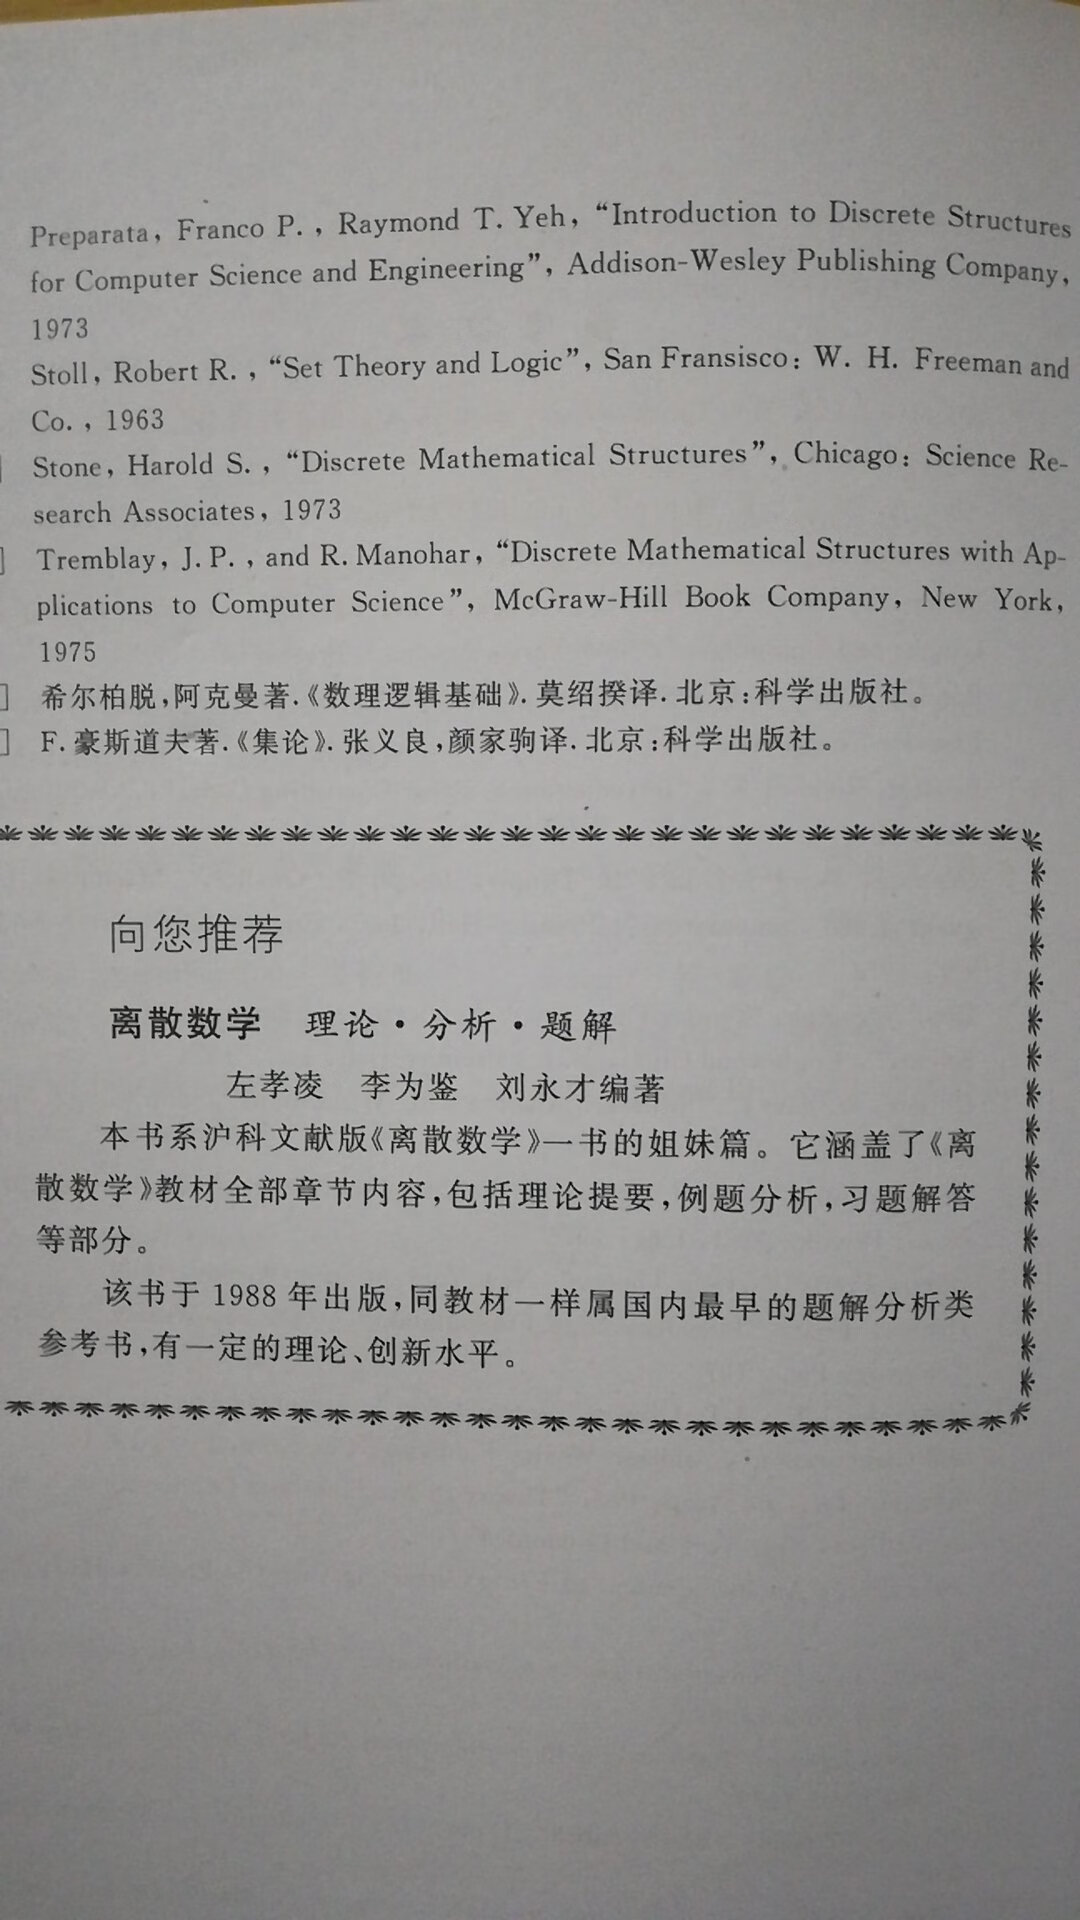 Preparata, Franco P. , Raymond T. Yeh, “Introduction to Discrete Structures
for Computer Science and Engineering”, Addison-Wesley Publishing Company,
1973
Stoll, Robert R. , “Set Theory and Logic”, San Fransisco: W. H. Freeman and
Co. , 1963
Stone, Harold S. , “Discrete Mathematical Structures”, Chicago: Science Re-
search Associates, 1973
Tremblay, J. P. , and R. Manohar, “Discrete Mathematical Structures with Ap-
plications to Computer Science”, McGraw-Hill Book Company, New York,
1975
希尔柏脱,阿克曼著.《数理逻辑基础》.莫绍揆译.北京:科学出版社。
F. 豪斯道夫著.《集论》.张义良,颜家驹译.北京:科学出版社。
向您推荐
离散数学 理论·分析·题解
左孝凌 李为鉴 刘永才编著
本书系沪科文献版《离散数学》一书的姐妹篇。它涵盖了《离
散数学》教材全部章节内容,包括理论提要,例题分析,习题解答
等部分。
该书于 1988 年出版,同教材一样属国内最早的题解分析类
参考书,有一定的理论、创新水平。